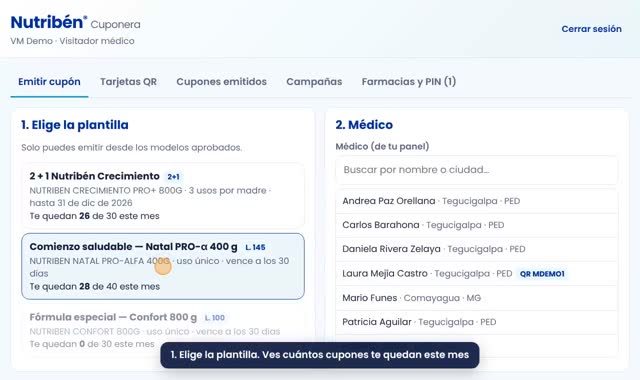 Nutribén® Cuponera
VM Demo · Visitador médico
Cerrar sesión
Emitir cupón
Tarjetas QR
Cupones emitidos
Campañas
Farmacias y PIN (1)
1. Elige la plantilla
Solo puedes emitir desde los modelos aprobados.
2 + 1 Nutribén Crecimiento 2+1
NUTRIBEN CRECIMIENTO PRO+ 800G · 3 usos por madre ·
hasta 31 de dic de 2026
Te quedan 26 de 30 este mes
Comienzo saludable — Natal PRO-α 400 g L. 145
NUTRIBEN NATAL PRO-ALFA 400G · uso único · vence a los 30
días
Te quedan 28 de 40 este mes
Fórmula especial — Confort 800 g L. 100
NUTRIBEN CONFORT 800G · uso único · vence a los 30 días
Te quedan 0 de 30 este mes
2. Médico
Médico (de tu panel)
Buscar por nombre o ciudad…
Andrea Paz Orellana · Tegucigalpa · PED
Carlos Barahona · Tegucigalpa · PED
Daniela Rivera Zelaya · Tegucigalpa · PED
Laura Mejía Castro · Tegucigalpa · PED QR MDEMO1
Mario Funes · Comayagua · MG
Patricia Aguilar · Tegucigalpa · PED
1. Elige la plantilla. Ves cuántos cupones te quedan este mes